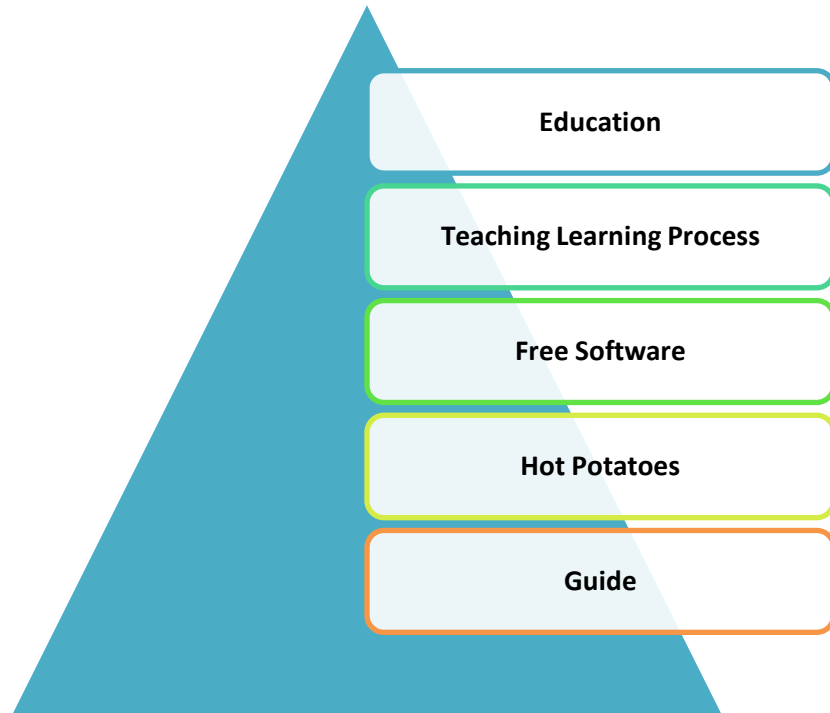 Education
Teaching Learning Process
Free Software
Hot Potatoes
Guide